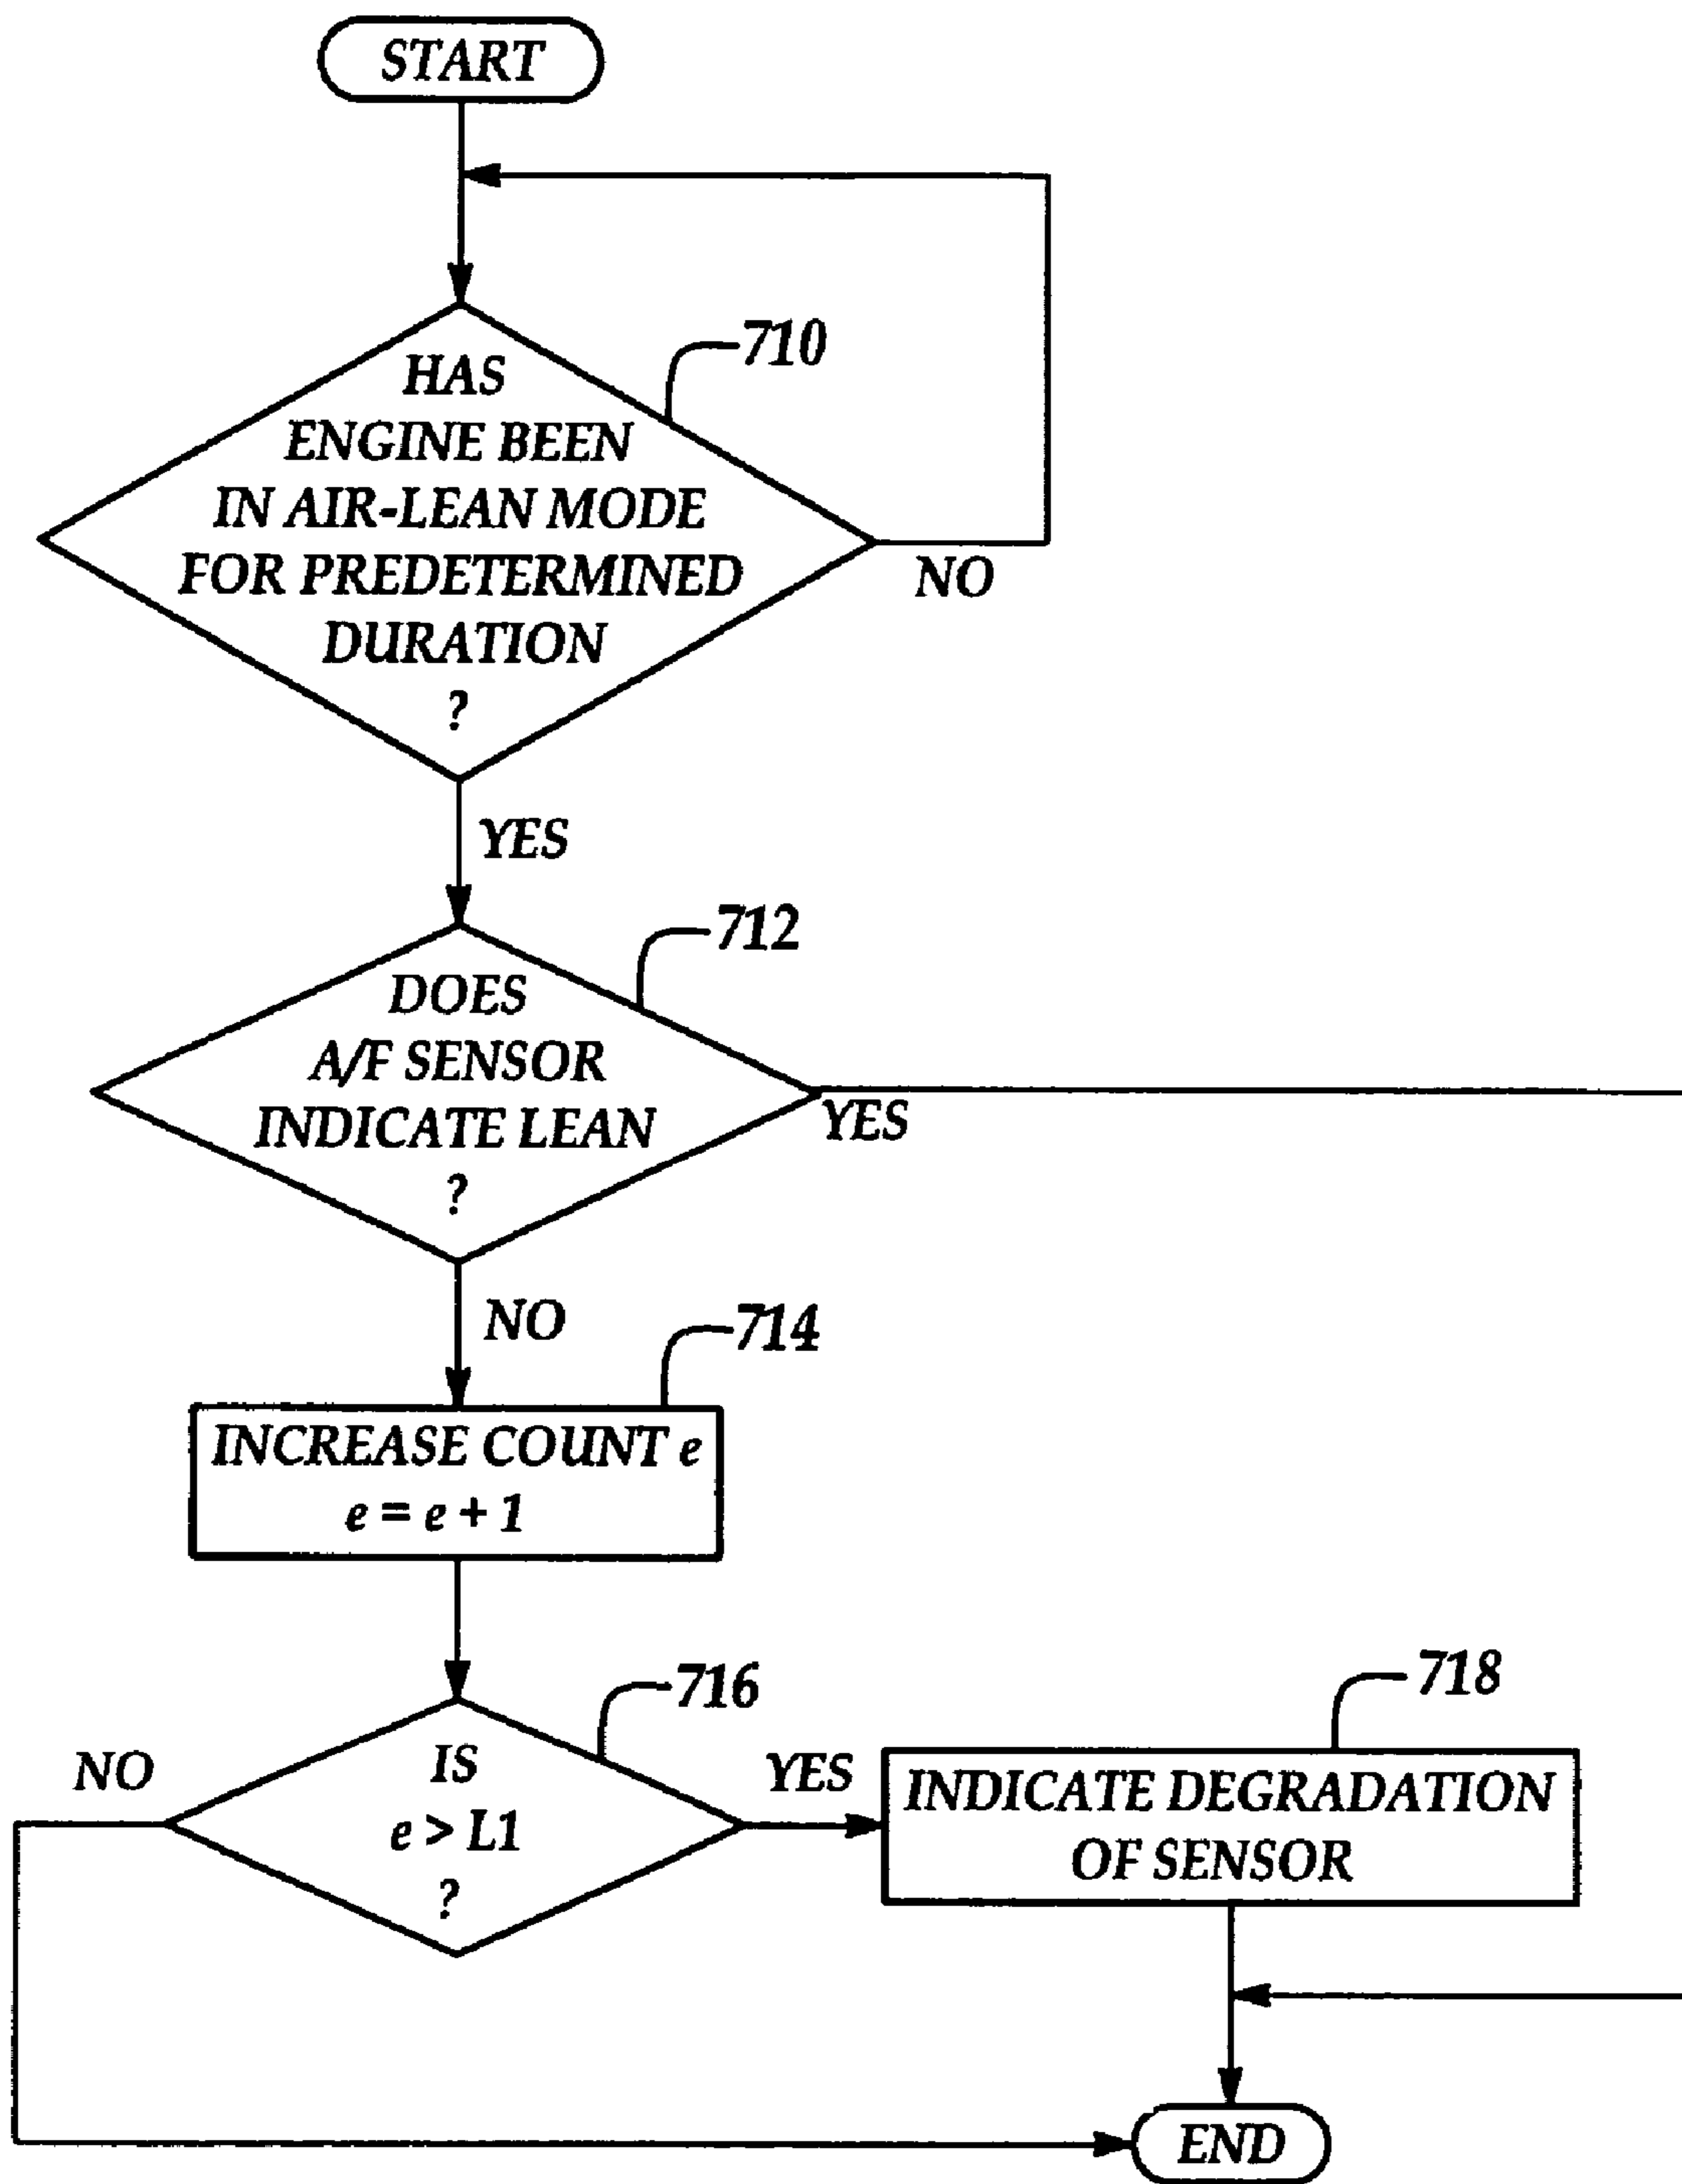 START
710
HAS
ENGINE BEEN
IN AIR-LEAN MODE
FOR PREDETERMINED
DURATION
?
NO
YES
712
DOES
A/F SENSOR
INDICATE LEAN
?
YES
NO
714
INCREASE COUNT e
e = e + 1
716
718
NO
IS
e > L1
?
YES
INDICATE DEGRADATION
OF SENSOR
END